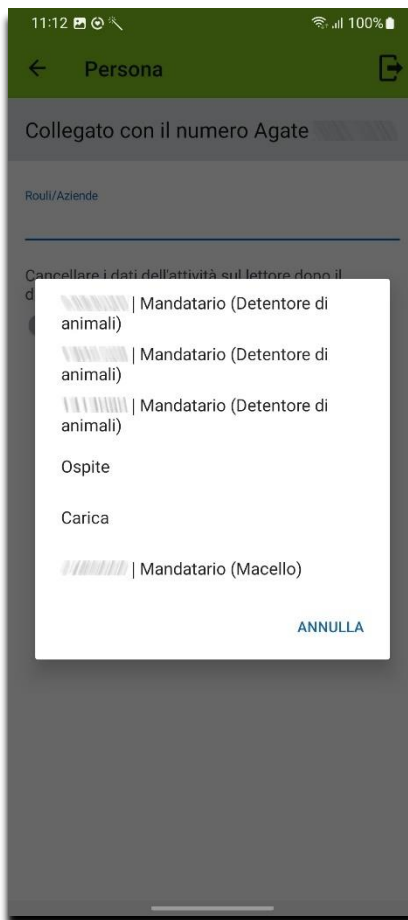 11:12 100%
Persona
Collegato con il numero Agate
Rouli/Aziende
Cancellare i dati dell'attività sul lettore dopo il
d
| Mandatario (Detentore di
animali)
| Mandatario (Detentore di
animali)
| Mandatario (Detentore di
animali)
Ospite
Carica
| Mandatario (Macello)
ANNULLA